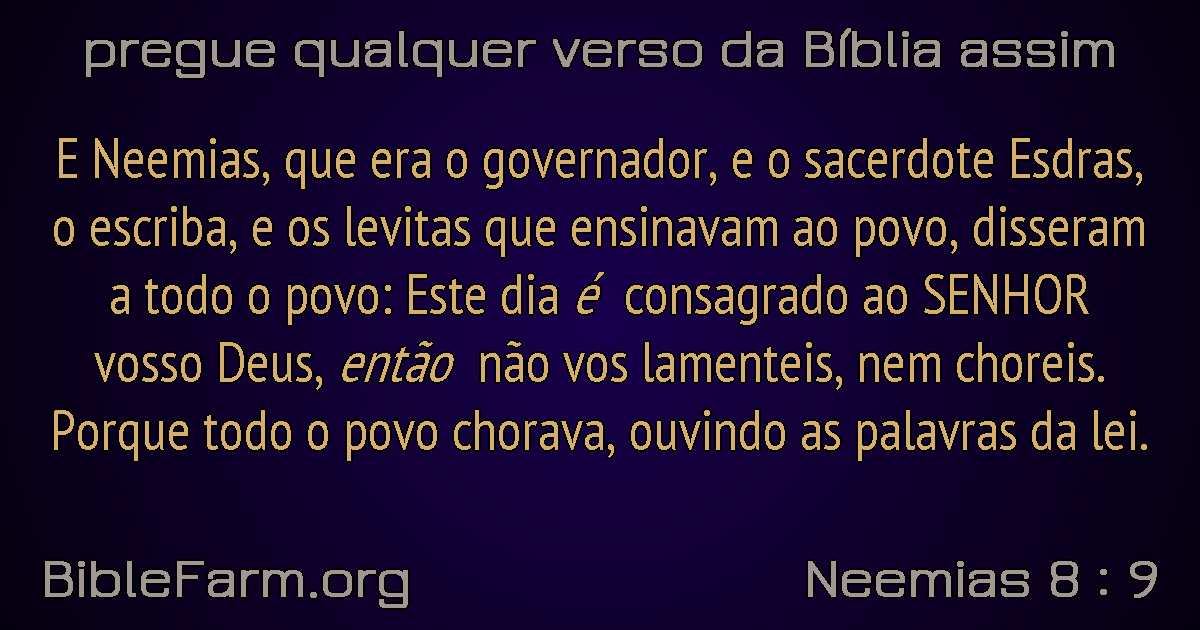 pregue qualquer verso da Bíblia assim
E Neemias, que era o governador, e o sacerdote Esdras,
o escriba, e os levitas que ensinavam ao povo, disseram
a todo o povo: Este dia é consagrado ao SENHOR
vosso Deus, então não vos lamenteis, nem choreis.
Porque todo o povo chorava, ouvindo as palavras da lei.
BibleFarm.org
Neemias 8 : 9